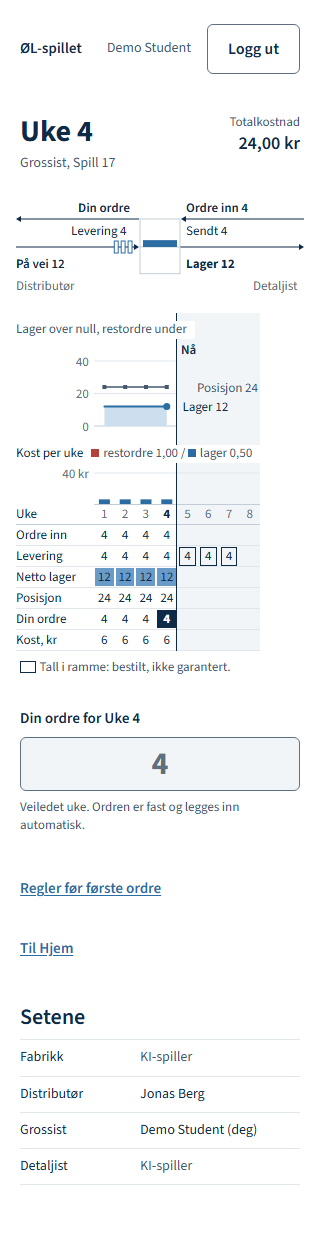 ØL-spillet Demo Student Logg ut
Uke 4
Grossist, Spill 17
Totalkostnad
24,00 kr
Din ordre Ordre inn 4
Levering 4 Sendt 4
På vei 12 Lager 12
Distributør Detaljist
Lager over null, restordre under
Nå
40
20
0
Posisjon 24
Lager 12
Kost per uke restordre 1,00 / lager 0,50
40 kr
Uke 1 2 3 4 5 6 7 8
Ordre inn 4 4 4 4
Levering 4 4 4 4 4 4 4
Netto lager 12 12 12 12
Posisjon 24 24 24 24
Din ordre 4 4 4 4
Kost, kr 6 6 6 6
Tall i ramme: bestilt, ikke garantert.
Din ordre for Uke 4
4
Veiledet uke. Ordren er fast og legges inn
automatisk.
Regler før første ordre
Til Hjem
Setene
Fabrikk KI-spiller
Distributør Jonas Berg
Grossist Demo Student (deg)
Detaljist KI-spiller